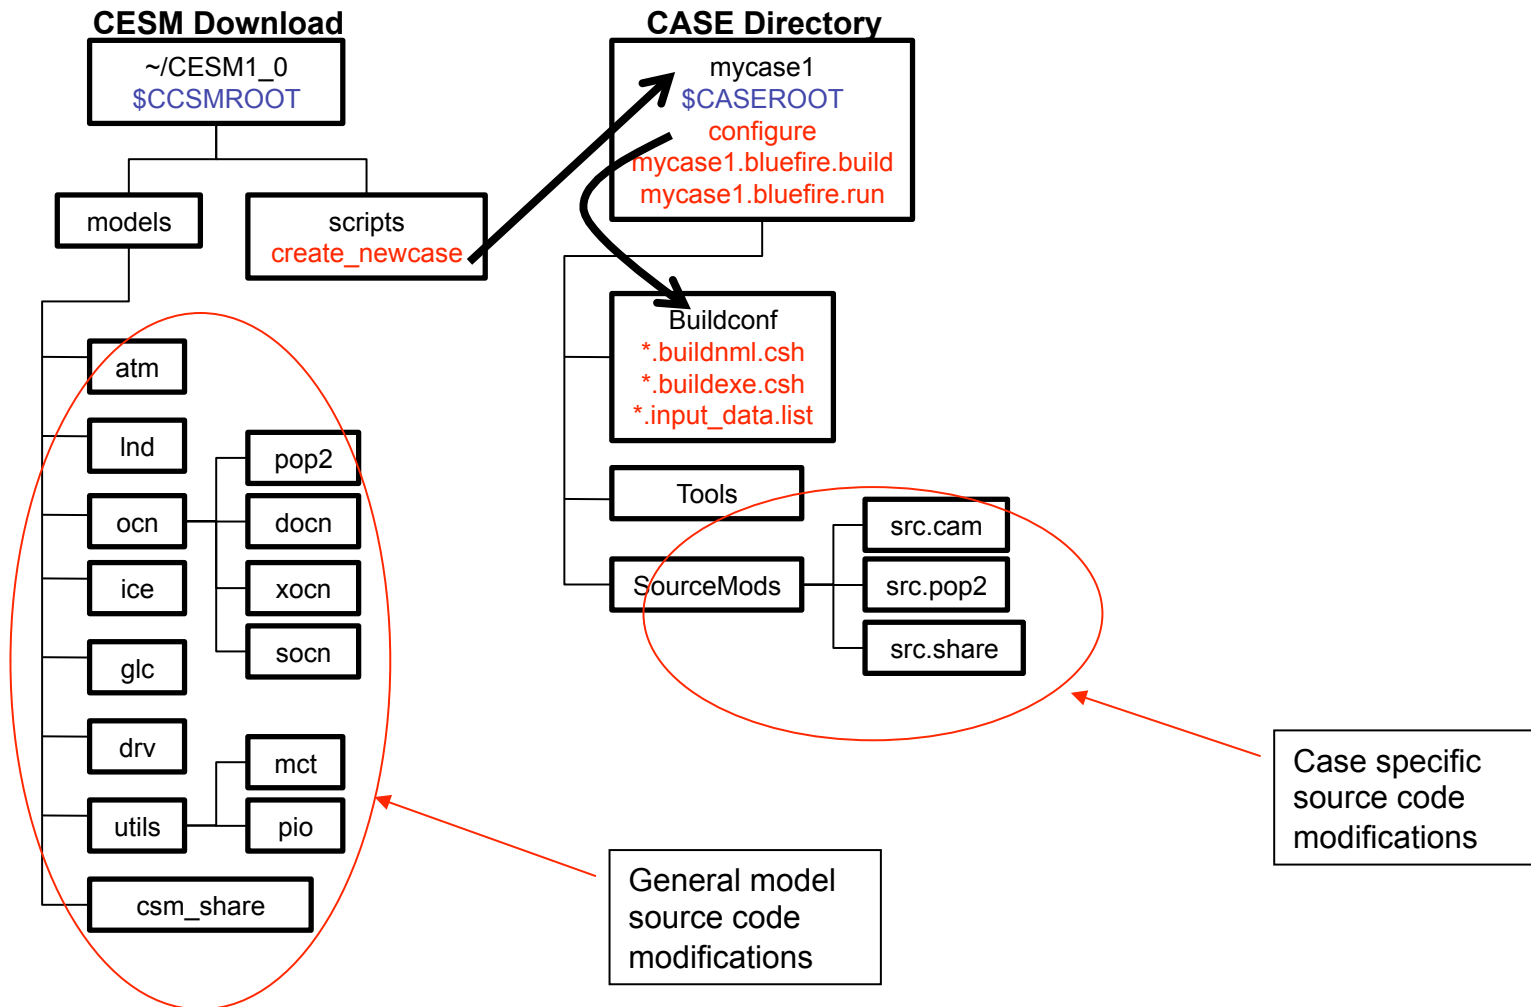 CESM Download
~/CESM1_0
$CCSMROOT
models
scripts
create_newcase
atm
lnd
ocn
ice
glc
drv
utils
csm_share
pop2
docn
xocn
socn
mct
pio
General model
source code
modifications
CASE Directory
mycase1
$CASEROOT
configure
mycase1.bluefire.build
mycase1.bluefire.run
Buildconf
*.buildnml.csh
*.buildexe.csh
*.input_data.list
Tools
SourceMods
src.cam
src.pop2
src.share
Case specific
source code
modifications